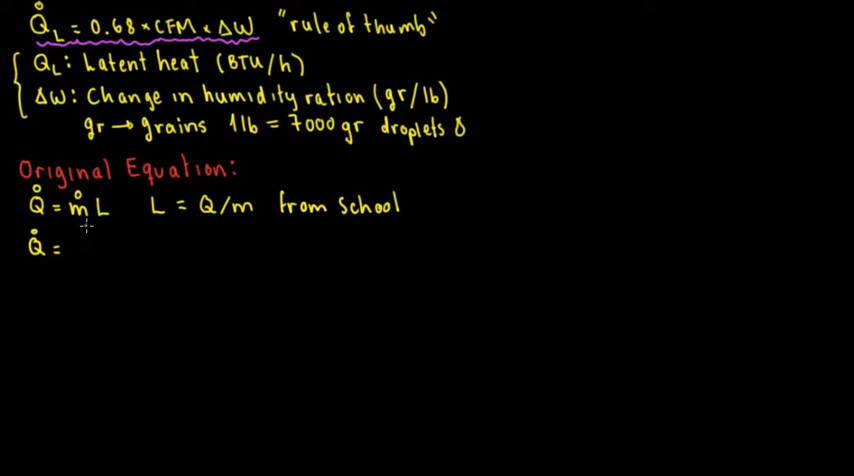 Q̊L = 0.68 × CFM × ΔW "rule of thumb"
QL: Latent heat (BTU/h)
ΔW: Change in humidity ration (gr/lb)
gr → grains 1lb = 7000 gr droplets
Original Equation:
Q̊ = m̊ L L = Q/m from school
Q̊ =